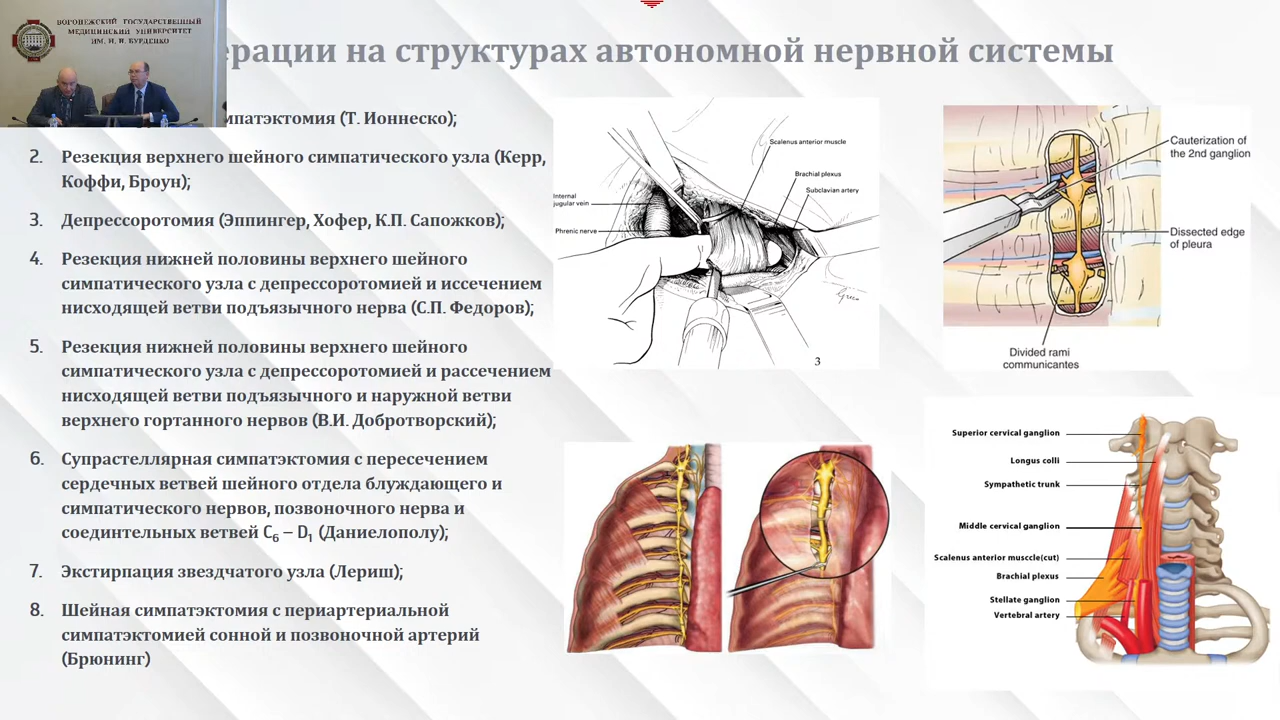 ВОРОНЕЖСКИЙ ГОСУДАРСТВЕННЫЙ
МЕДИЦИНСКИЙ УНИВЕРСИТЕТ
ИМ. Н. Н. БУРДЕНКО
ерации на структурах автономной нервной системы
мпатэктомия (Т. Ионнеско);
2. Резекция верхнего шейного симпатического узла (Керр,
Коффи, Броун);
3. Депрессоротомия (Эппингер, Хофер, К.П. Сапожков);
4. Резекция нижней половины верхнего шейного
симпатического узла с депрессоротомией и иссечением
нисходящей ветви подъязычного нерва (С.П. Федоров);
5. Резекция нижней половины верхнего шейного
симпатического узла с депрессоротомией и рассечением
нисходящей ветви подъязычного и наружной ветви
верхнего гортанного нервов (В.И. Добротворский);
6. Супрастеллярная симпатэктомия с пересечением
сердечных ветвей шейного отдела блуждающего и
симпатического нервов, позвоночного нерва и
соединтельных ветвей C₆ – D₁ (Даниелополу);
7. Экстирпация звездчатого узла (Лериш);
8. Шейная симпатэктомия с периартериальной
симпатэктомией сонной и позвоночной артерий
(Брюнинг)
Scalenus anterior muscle
Brachial plexus
Subclavian artery
Internal
jugular vein
Phrenic nerve
3
Cauterization of
the 2nd ganglion
Dissected edge
of pleura
Divided rami
communicantes
Superior cervical ganglion
Longus colli
Sympathetic trunk
Middle cervical ganglion
Scalenus anterior musccle(cut)
Brachial plexus
Stellate ganglion
Vertebral artery